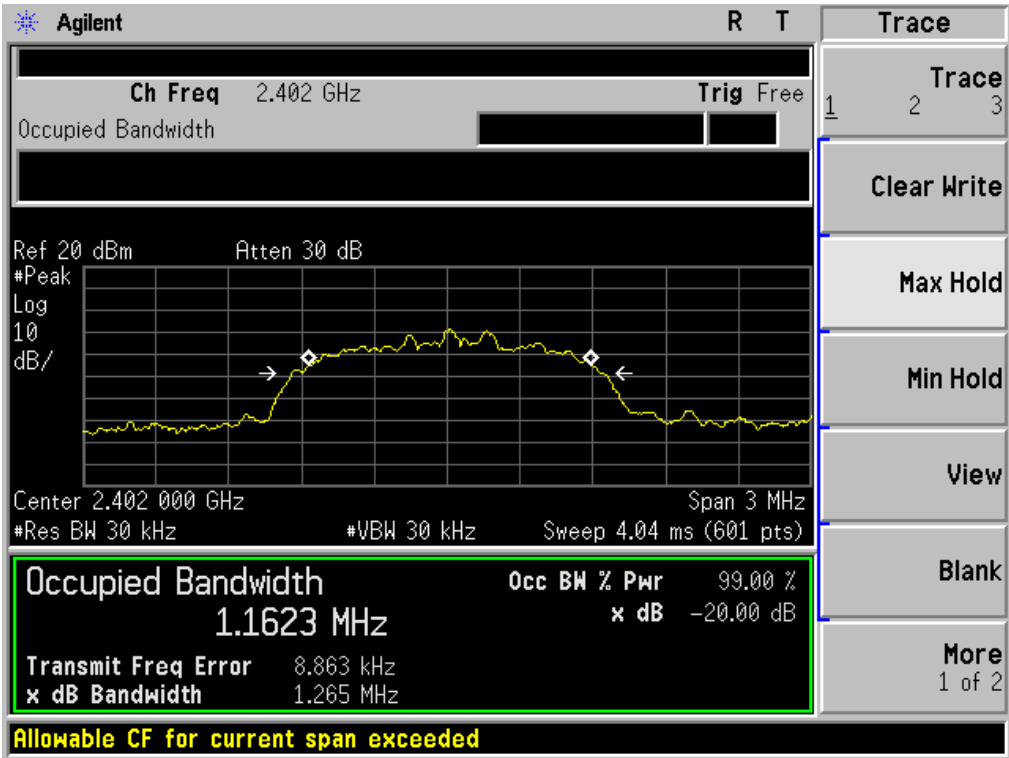 Agilent R T Trace
Ch Freq 2.402 GHz Trig Free
Occupied Bandwidth
Trace
1 2 3
Clear Write
Max Hold
Min Hold
View
Blank
More
1 of 2
Ref 20 dBm Atten 30 dB
#Peak
Log
10
dB/
Center 2.402 000 GHz Span 3 MHz
#Res BW 30 kHz #VBW 30 kHz Sweep 4.04 ms (601 pts)
Occupied Bandwidth Occ BW % Pwr 99.00 %
1.1623 MHz x dB -20.00 dB
Transmit Freq Error 8.863 kHz
x dB Bandwidth 1.265 MHz
Allowable CF for current span exceeded